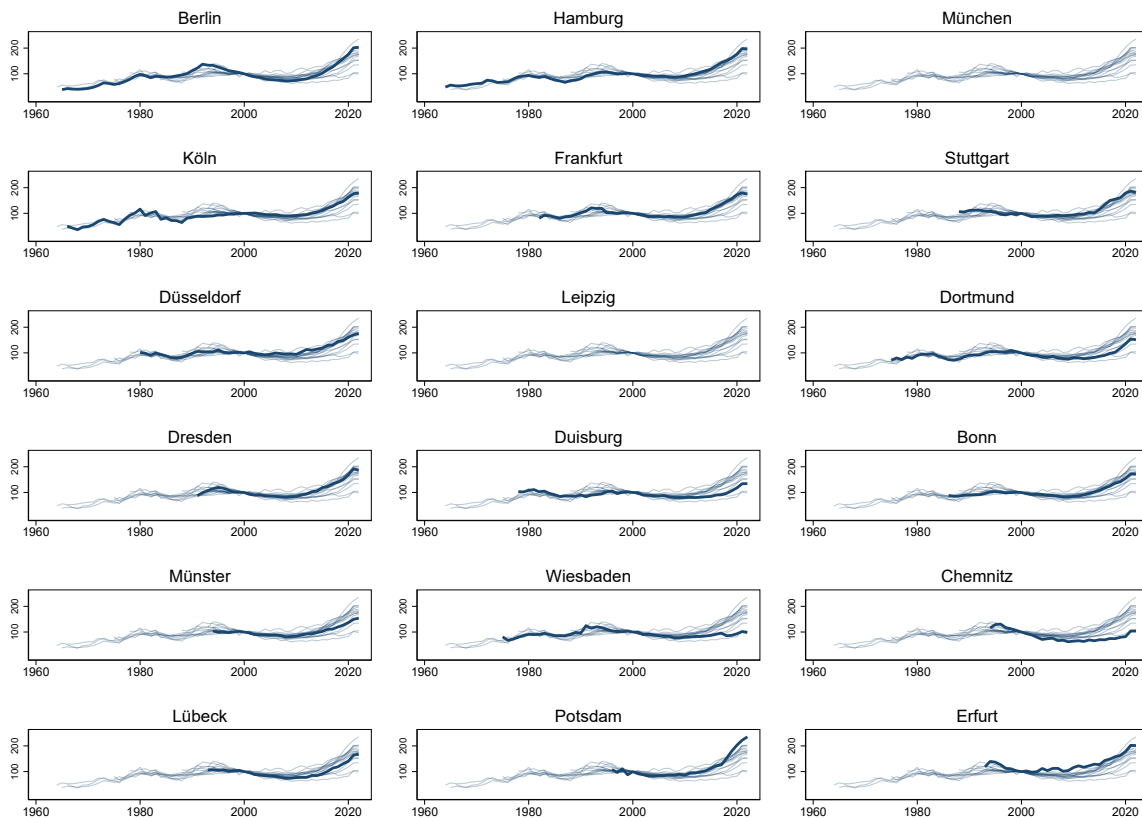 Berlin Hamburg München
200 200 200
100 100 100
1960 1980 2000 2020 1960 1980 2000 2020 1960 1980 2000 2020
Köln Frankfurt Stuttgart
200 200 200
100 100 100
1960 1980 2000 2020 1960 1980 2000 2020 1960 1980 2000 2020
Düsseldorf Leipzig Dortmund
200 200 200
100 100 100
1960 1980 2000 2020 1960 1980 2000 2020 1960 1980 2000 2020
Dresden Duisburg Bonn
200 200 200
100 100 100
1960 1980 2000 2020 1960 1980 2000 2020 1960 1980 2000 2020
Münster Wiesbaden Chemnitz
200 200 200
100 100 100
1960 1980 2000 2020 1960 1980 2000 2020 1960 1980 2000 2020
Lübeck Potsdam Erfurt
200 200 200
100 100 100
1960 1980 2000 2020 1960 1980 2000 2020 1960 1980 2000 2020